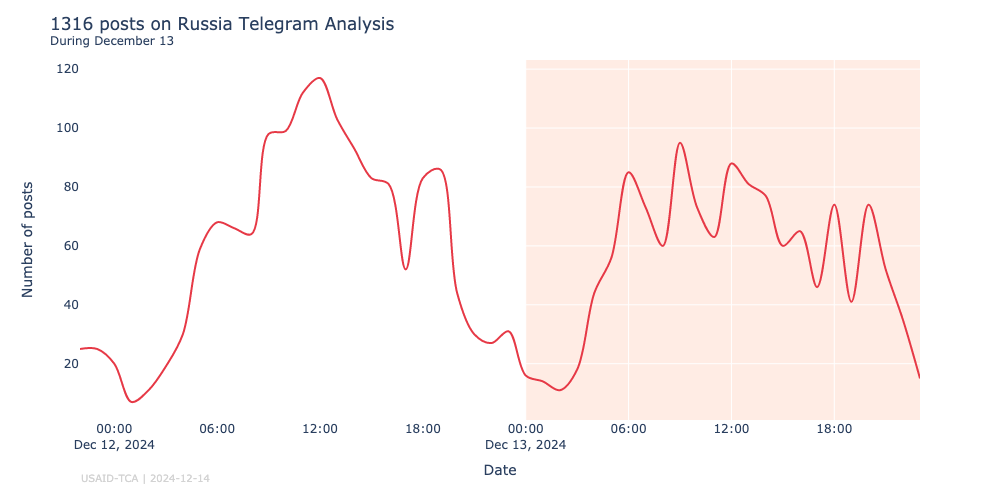 1316 posts on Russia Telegram Analysis
During December 13
120
100
80
60
40
20
Number of posts
00:00 06:00 12:00 18:00 00:00 06:00 12:00 18:00
Dec 12, 2024 Dec 13, 2024
Date
USAID-TCA | 2024-12-14